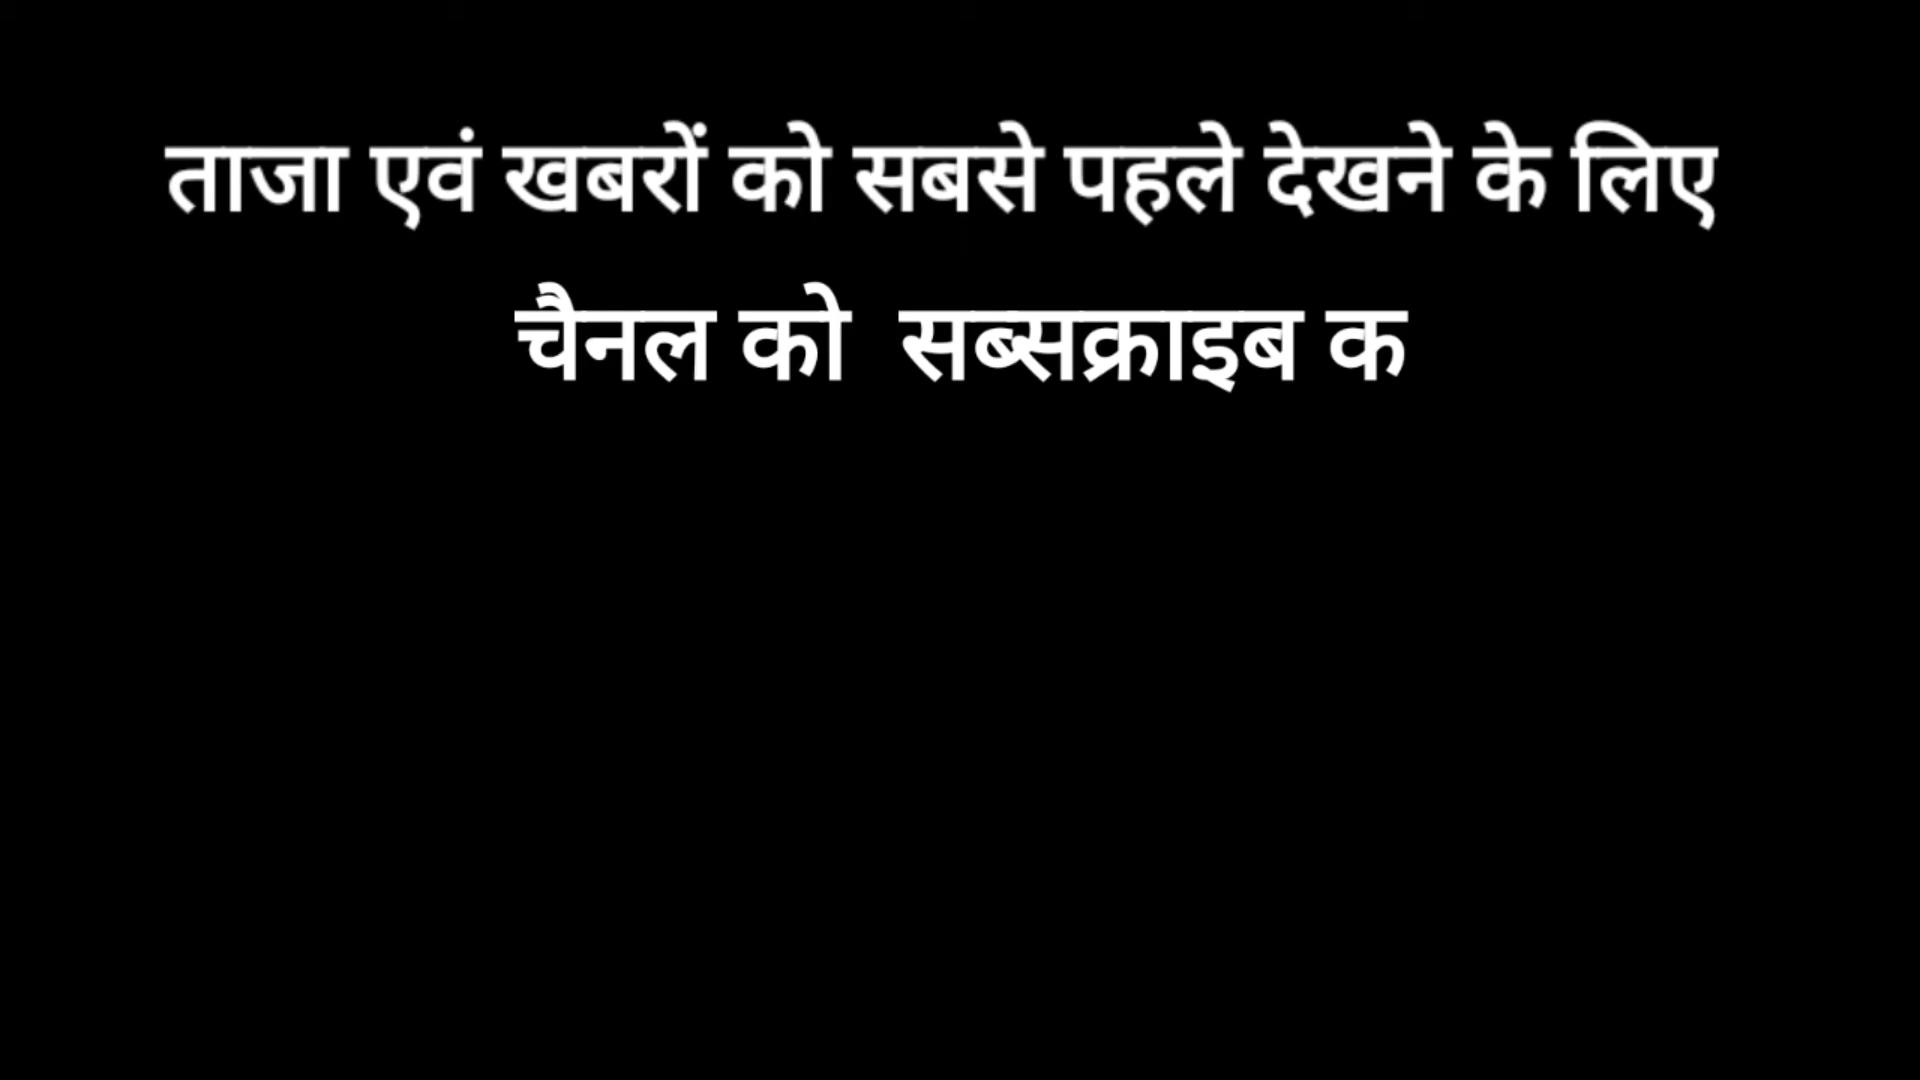 ताजा एवं खबरों को सबसे पहले देखने के लिए
चैनल को  सब्सक्राइब क